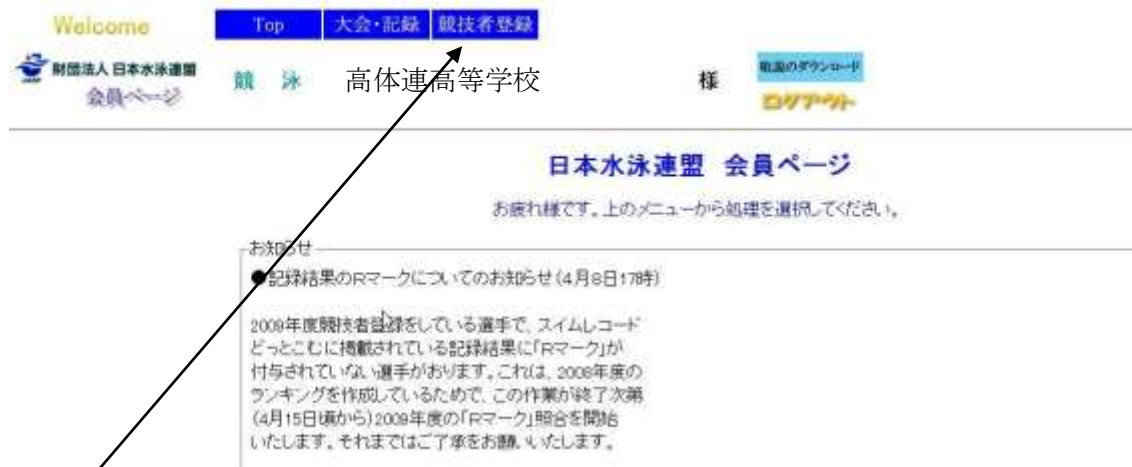 Welcome
Top 大会・記録 競技者登録
財団法人 日本水泳連盟
会員ページ
競 泳 高体連高等学校 様
取説のダウンロード
ログアウト
日本水泳連盟 会員ページ
お疲れ様です。上のメニューから処理を選択してください。
お知らせ
●記録結果のRマークについてのお知らせ(4月8日17時)
2009年度競技者登録をしている選手で、スイムレコード
どっとこむに掲載されている記録結果に「Rマーク」が
付与されていない選手がおります。これは、2008年度の
ランキングを作成しているためで、この作業が終了次第
(4月15日頃から)2009年度の「Rマーク」照合を開始
いたします。それまではご了承をお願いいたします。